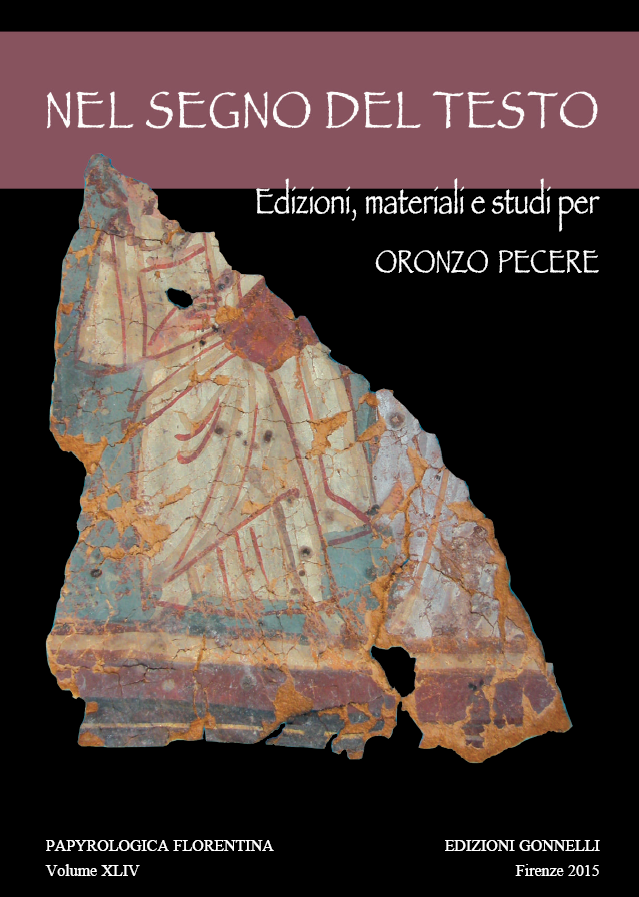 NEL SEGNO DEL TESTO
Edizioni, materiali e studi per
ORONZO PECERE
PAPYROLOGICA FLORENTINA
Volume XLIV
EDIZIONI GONNELLI
Firenze 2015